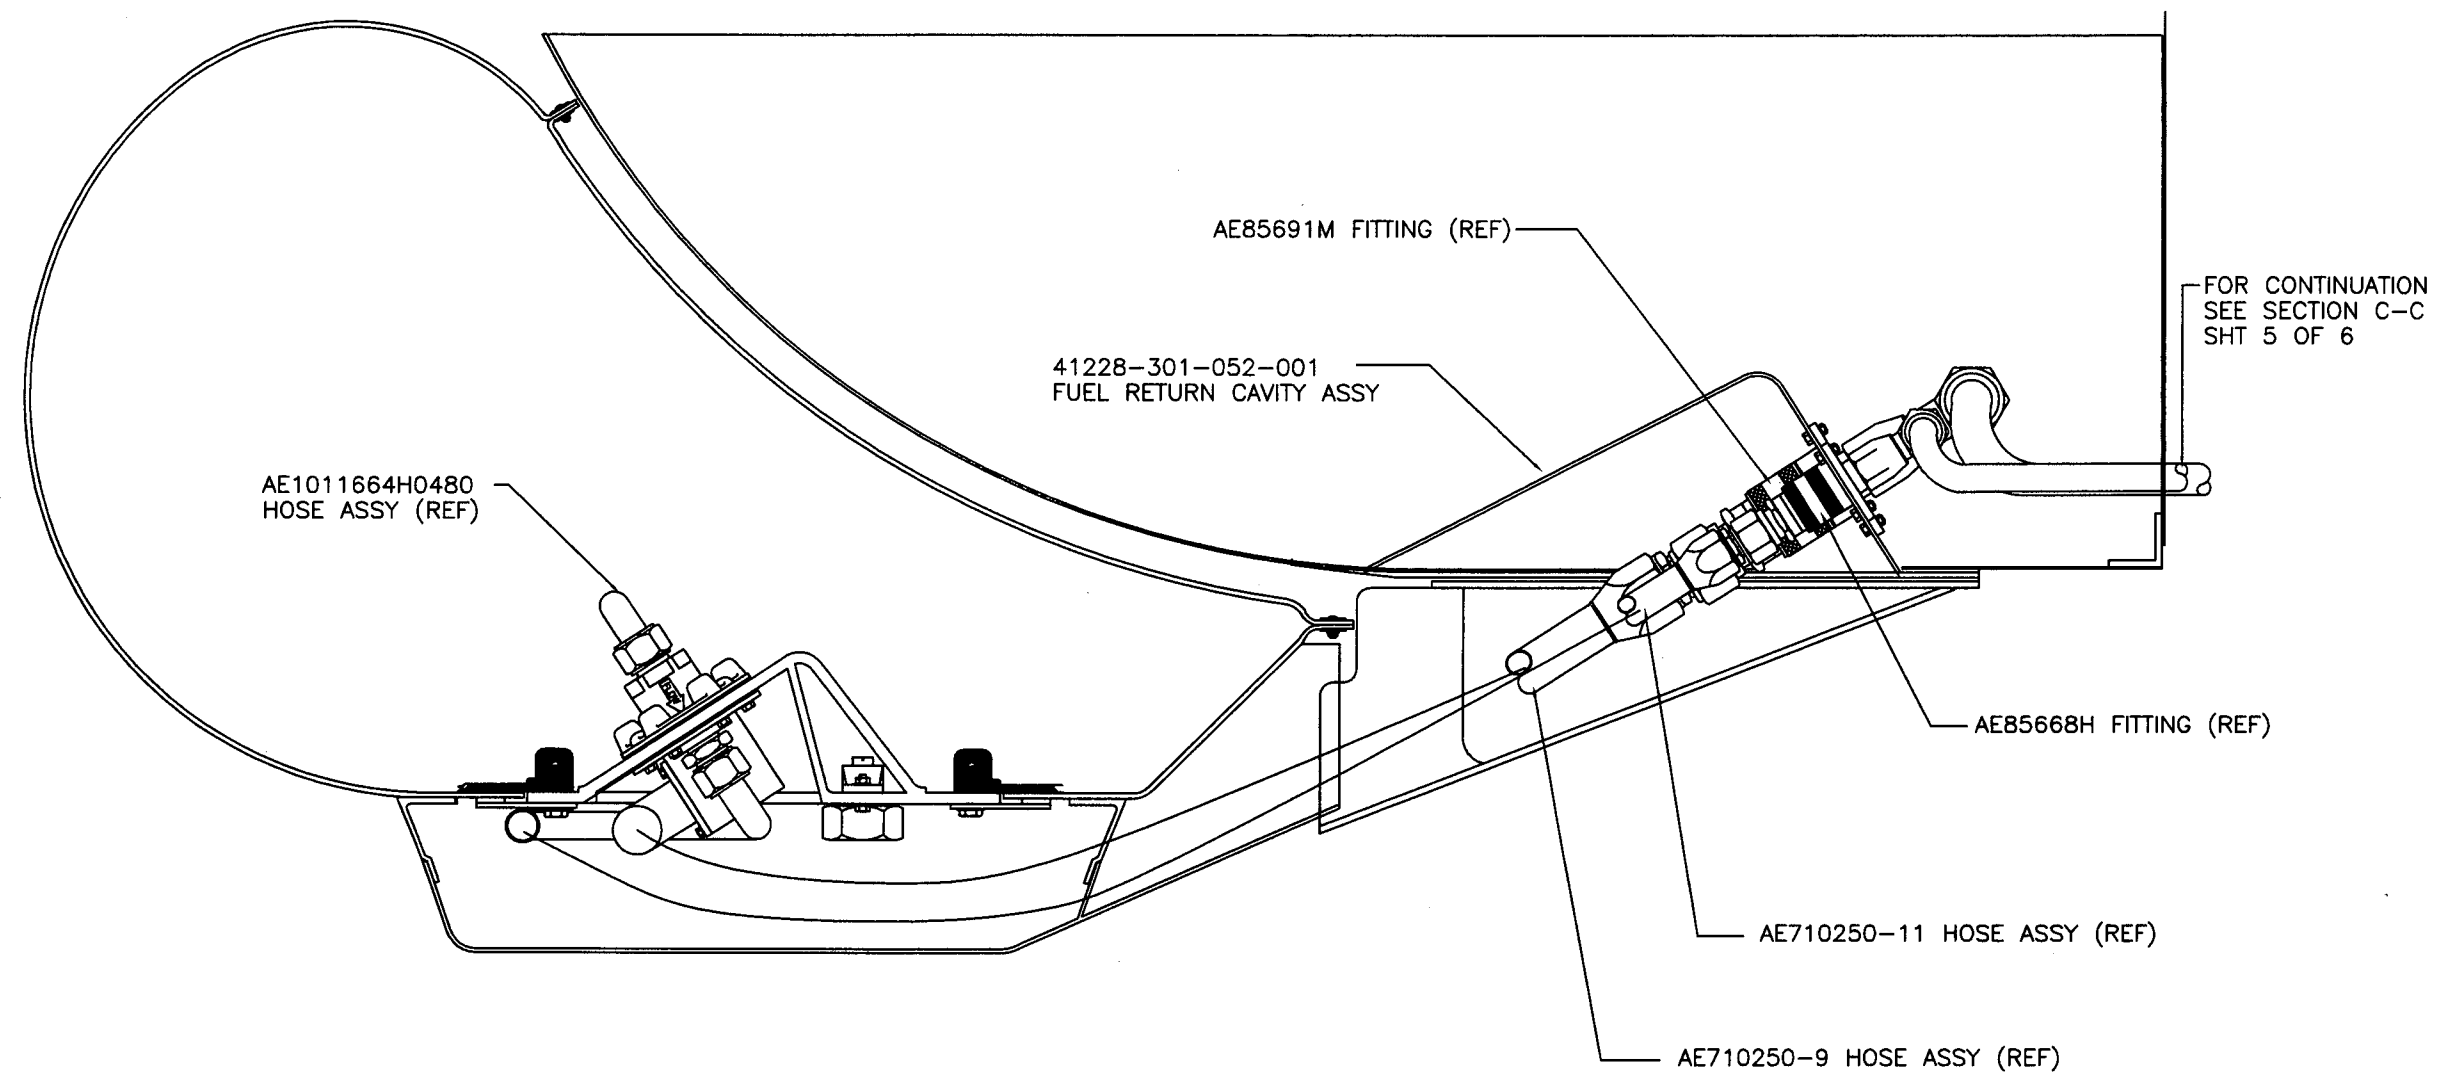 AE85691M FITTING (REF)
FOR CONTINUATION
SEE SECTION C-C
SHT 5 OF 6
41228-301-052-001
FUEL RETURN CAVITY ASSY
AE1011664H0480
HOSE ASSY (REF)
AE85668H FITTING (REF)
AE710250-11 HOSE ASSY (REF)
AE710250-9 HOSE ASSY (REF)